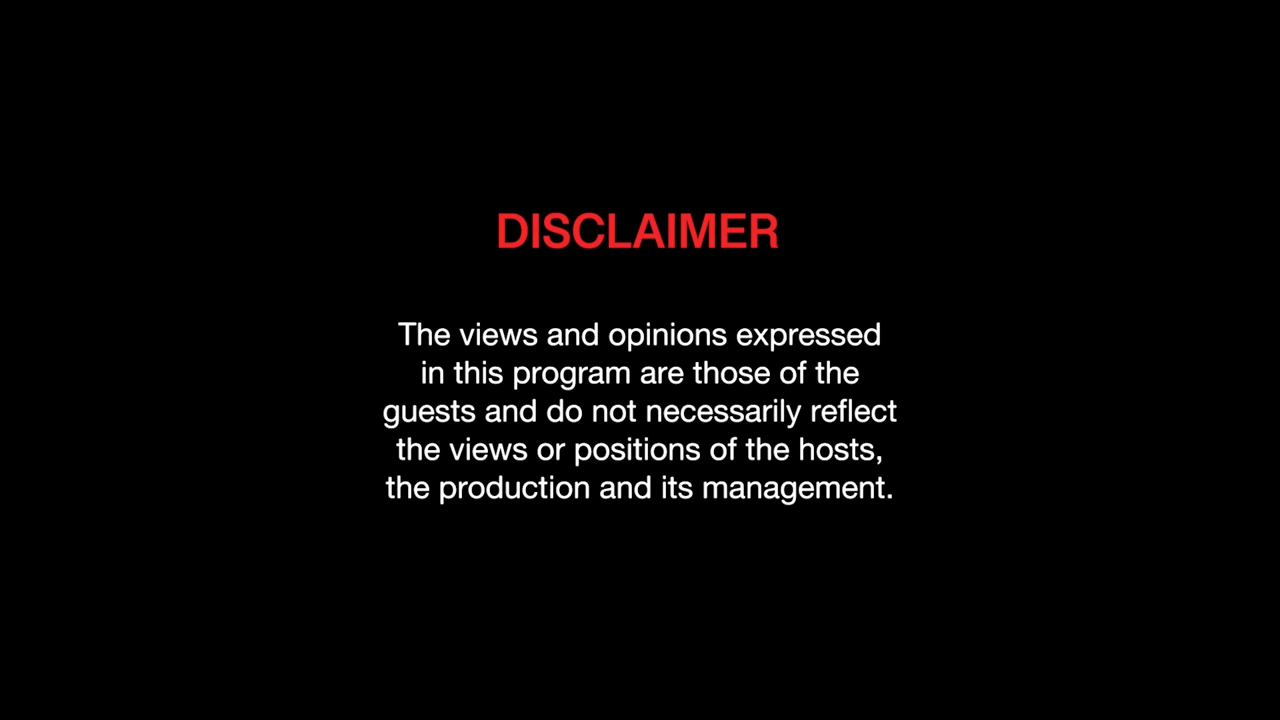 DISCLAIMER
The views and opinions expressed
in this program are those of the
guests and do not necessarily reflect
the views or positions of the hosts,
the production and its management.